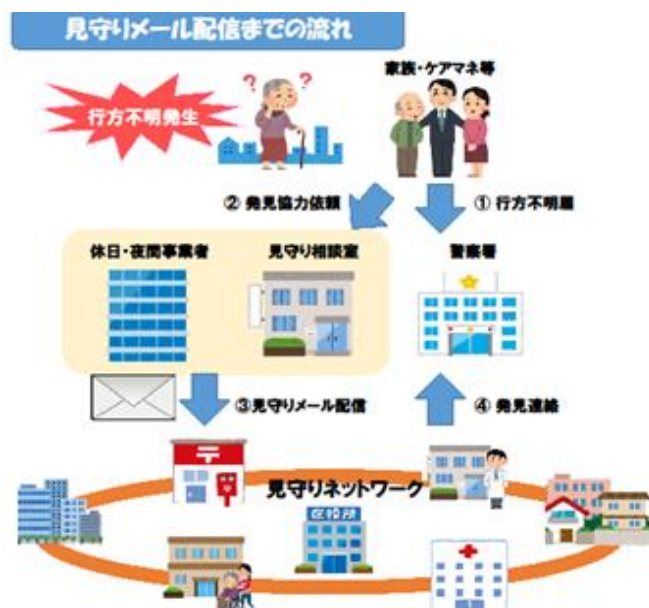 見守りメール配信までの流れ
家族・ケアマネ等
行方不明発生
? ?
② 発見協力依頼
① 行方不明届
休日・夜間事業者
見守り相談室
警察署
③見守りメール配信
④ 発見連絡
見守りネットワーク
区役所